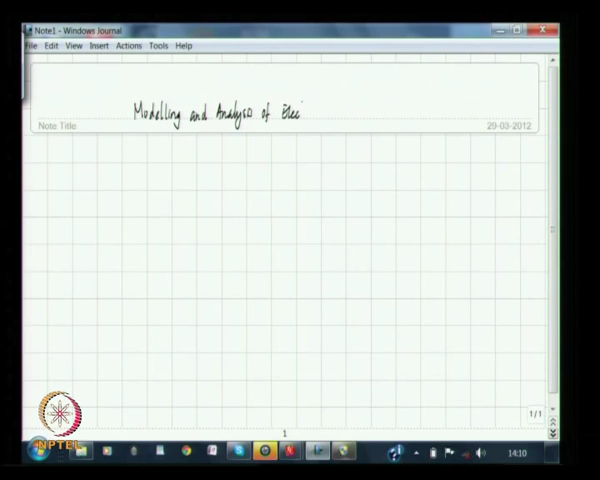 Note1 - Windows Journal
File Edit View Insert Actions Tools Help
Modelling and Analysis of Elec
Note Title
29-03-2012
1/1
1
NPTEL
14:10